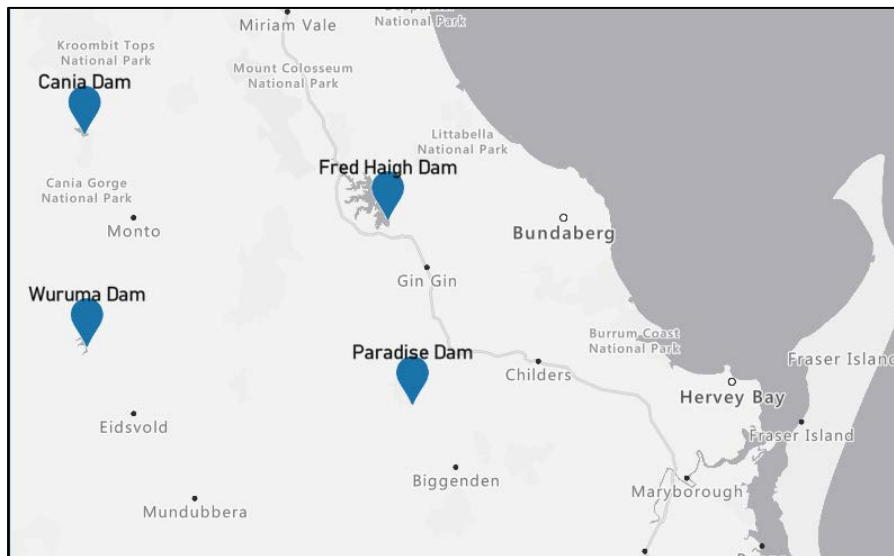 Miriam Vale
National Park
Kroombit Tops
National Park
Mount Colosseum
National Park
Cania Dam
Littabella
National Park
Fred Haigh Dam
Cania Gorge
National Park
Monto
Bundaberg
Gin Gin
Wuruma Dam
Burrum Coast
National Park
Paradise Dam
Childers
Fraser Island
Hervey Bay
Eidsvold
Fraser Island
Biggenden
Maryborough
Mundubbera